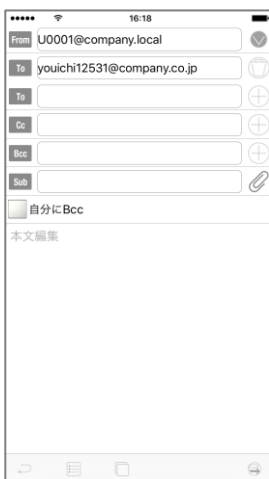 16:18
From U0001@company.local
To youichi12531@company.co.jp
To
Cc
Bcc
Sub
自分にBcc
本文編集